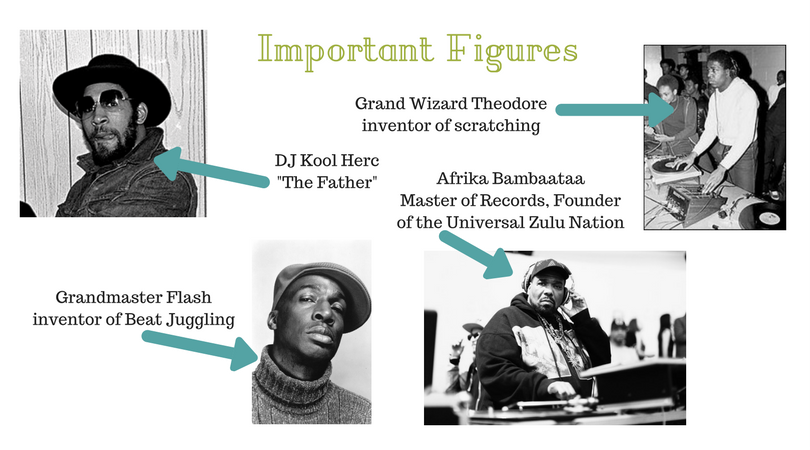 Important Figures
Grand Wizard Theodore
inventor of scratching
DJ Kool Herc
"The Father"
Afrika Bambaataa
Master of Records, Founder
of the Universal Zulu Nation
Grandmaster Flash
inventor of Beat Juggling